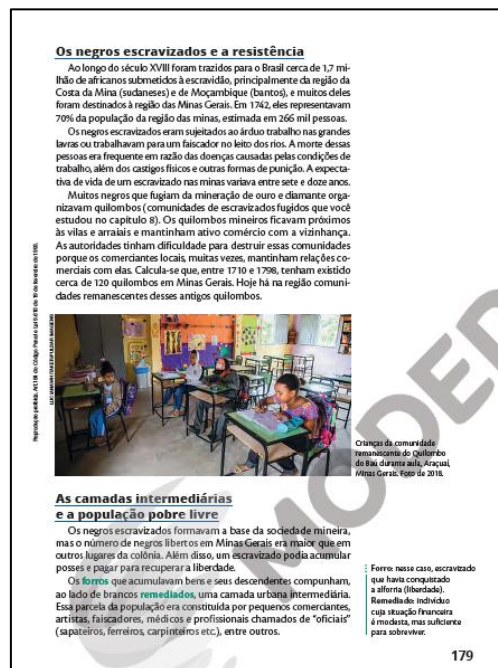 Os negros escravizados e a resistência
Ao longo do século XVIII foram trazidos para o Brasil cerca de 1,7 mi-
lhão de africanos submetidos à escravidão, principalmente da região da
Costa da Mina (sudaneses) e de Moçambique (bantos), e muitos deles
foram destinados à região das Minas Gerais. Em 1742, eles representavam
70% da população da região das minas, estimada em 266 mil pessoas.
Os negros escravizados eram sujeitados ao árduo trabalho nas grandes
lavras ou trabalhavam para um faiscador no leito dos rios. A morte dessas
pessoas era frequente em razão das doenças causadas pelas condições de
trabalho, além dos castigos físicos e outras formas de punição. A expecta-
tiva de vida de um escravizado nas minas variava entre sete e doze anos.
Muitos negros que fugiam da mineração de ouro e diamante orga-
nizavam quilombos (comunidades de escravizados fugidos que você
estudou no capítulo 8). Os quilombos mineiros ficavam próximos
às vilas e arraiais e mantinham ativo comércio com a vizinhança.
As autoridades tinham dificuldade para destruir essas comunidades
porque os comerciantes locais, muitas vezes, mantinham relações co-
merciais com elas. Calcula-se que, entre 1710 e 1798, tenham existido
cerca de 120 quilombos em Minas Gerais. Hoje há na região comuni-
dades remanescentes desses antigos quilombos.
Reprodução proibida. Art. 184 do Código Penal e Lei 9.610 de 19 de fevereiro de 1998.
Crianças da comunidade
remanescente do Quilombo
do Baú durante aula, Araçuaí,
Minas Gerais. Foto de 2018.
As camadas intermediárias
e a população pobre livre
Os negros escravizados formavam a base da sociedade mineira,
mas o número de negros libertos em Minas Gerais era maior que em
outros lugares da colônia. Além disso, um escravizado podia acumular
posses e pagar para recuperar a liberdade.
Os forros que acumulavam bens e seus descendentes compunham,
ao lado de brancos remediados, uma camada urbana intermediária.
Essa parcela da população era constituída por pequenos comerciantes,
artistas, faiscadores, médicos e profissionais chamados de "oficiais"
(sapateiros, ferreiros, carpinteiros etc.), entre outros.
Forro: nesse caso, escravizado
que havia conquistado
a alforria (liberdade).
Remediado: indivíduo
cuja situação financeira
é modesta, mas suficiente
para sobreviver.
179